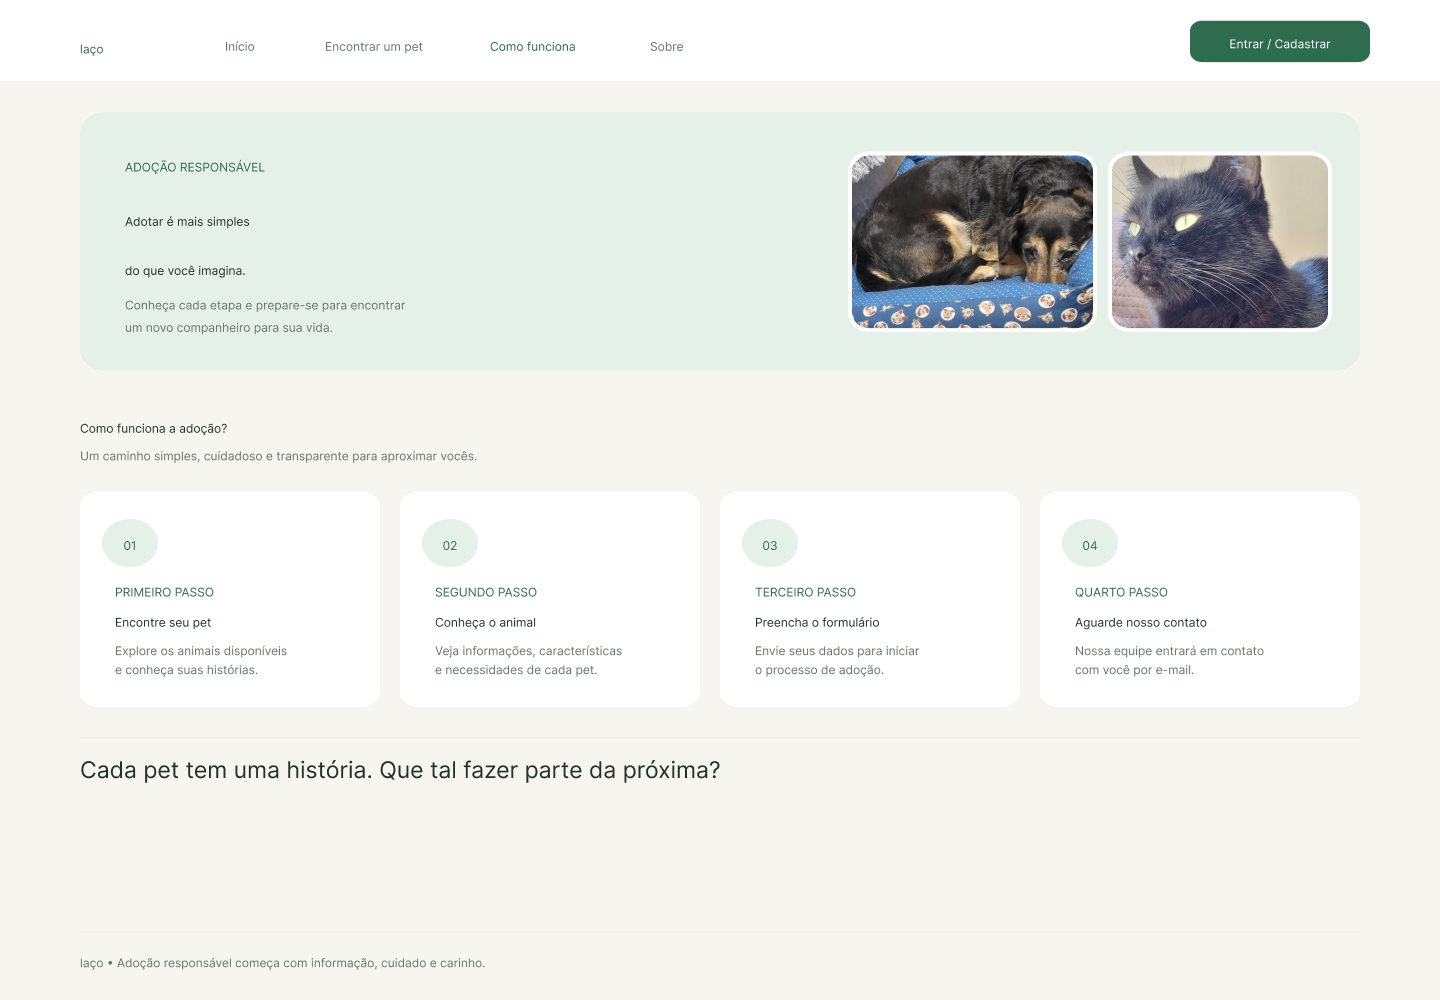 laço
Início
Encontrar um pet
Como funciona
Sobre
Entrar / Cadastrar
ADOÇÃO RESPONSÁVEL
Adotar é mais simples
do que você imagina.
Conheça cada etapa e prepare-se para encontrar
um novo companheiro para sua vida.
Como funciona a adoção?
Um caminho simples, cuidadoso e transparente para aproximar vocês.
01
PRIMEIRO PASSO
Encontre seu pet
Explore os animais disponíveis
e conheça suas histórias.
02
SEGUNDO PASSO
Conheça o animal
Veja informações, características
e necessidades de cada pet.
03
TERCEIRO PASSO
Preencha o formulário
Envie seus dados para iniciar
o processo de adoção.
04
QUARTO PASSO
Aguarde nosso contato
Nossa equipe entrará em contato
com você por e-mail.
Cada pet tem uma história. Que tal fazer parte da próxima?
laço • Adoção responsável começa com informação, cuidado e carinho.